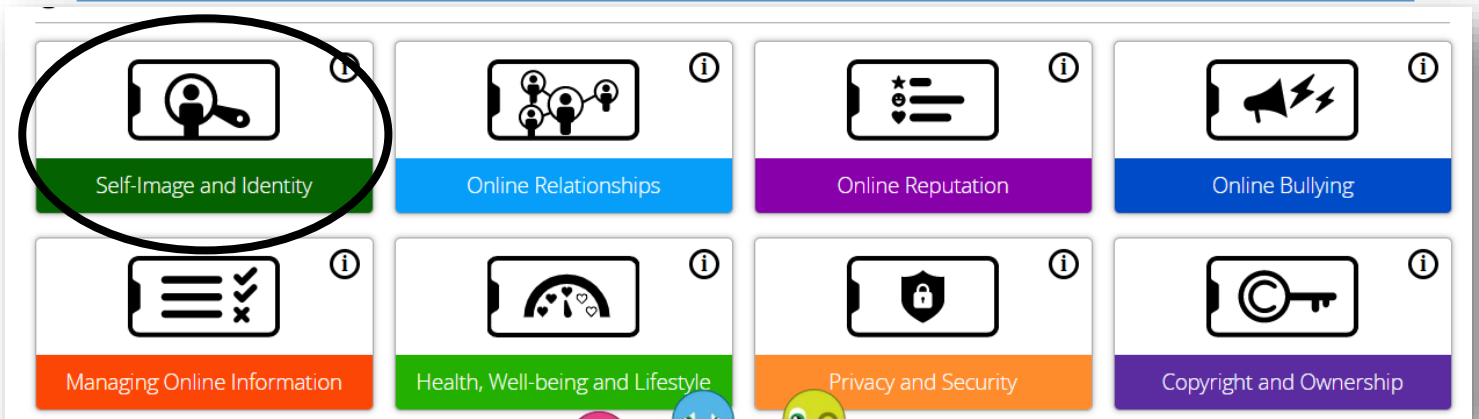 Self-Image and Identity
Online Relationships
Online Reputation
Online Bullying
Managing Online Information
Health, Well-being and Lifestyle
Privacy and Security
Copyright and Ownership